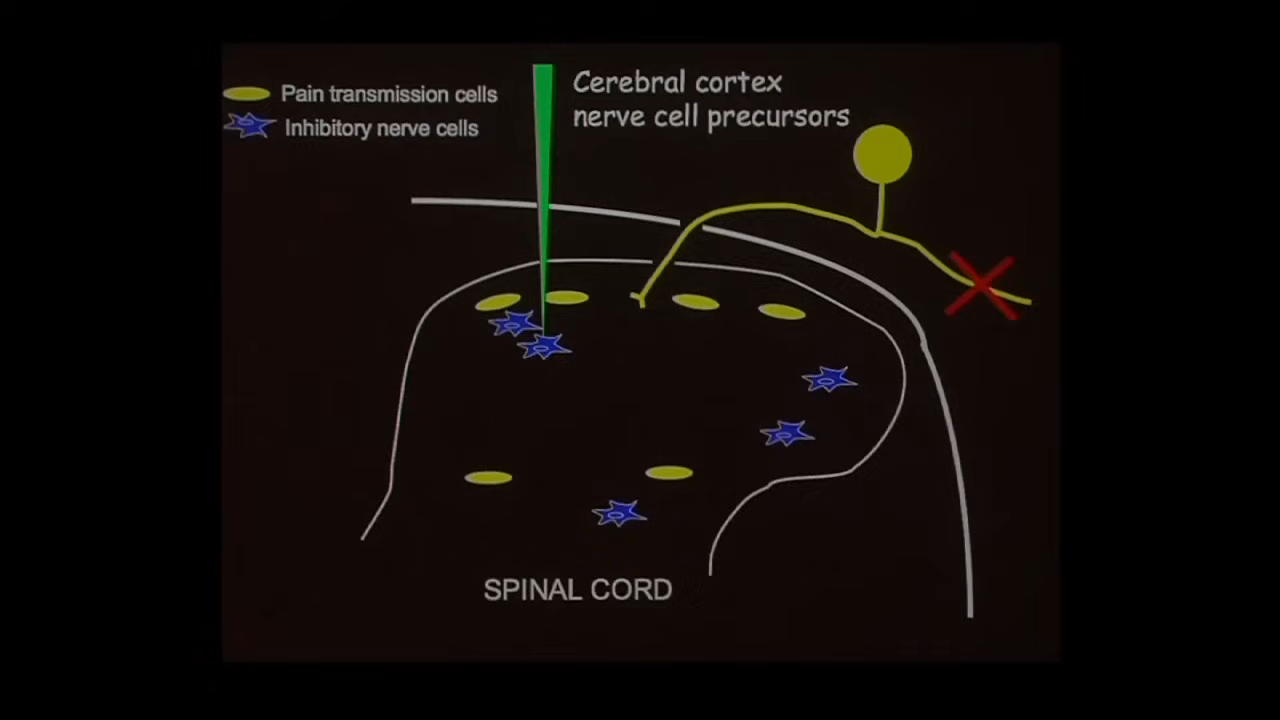 Pain transmission cells
Inhibitory nerve cells
Cerebral cortex
nerve cell precursors
SPINAL CORD